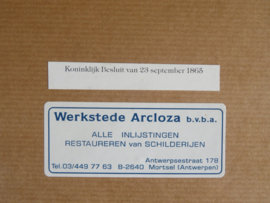 Koninklijk Besluit van 23 september 1865
Werkstede Arcloza b.v.b.a.
ALLE INLIJSTINGEN
RESTAUREREN van SCHILDERIJEN
Antwerpsestraat 178
Tel.03/449 77 63 B-2640 Mortsel (Antwerpen)